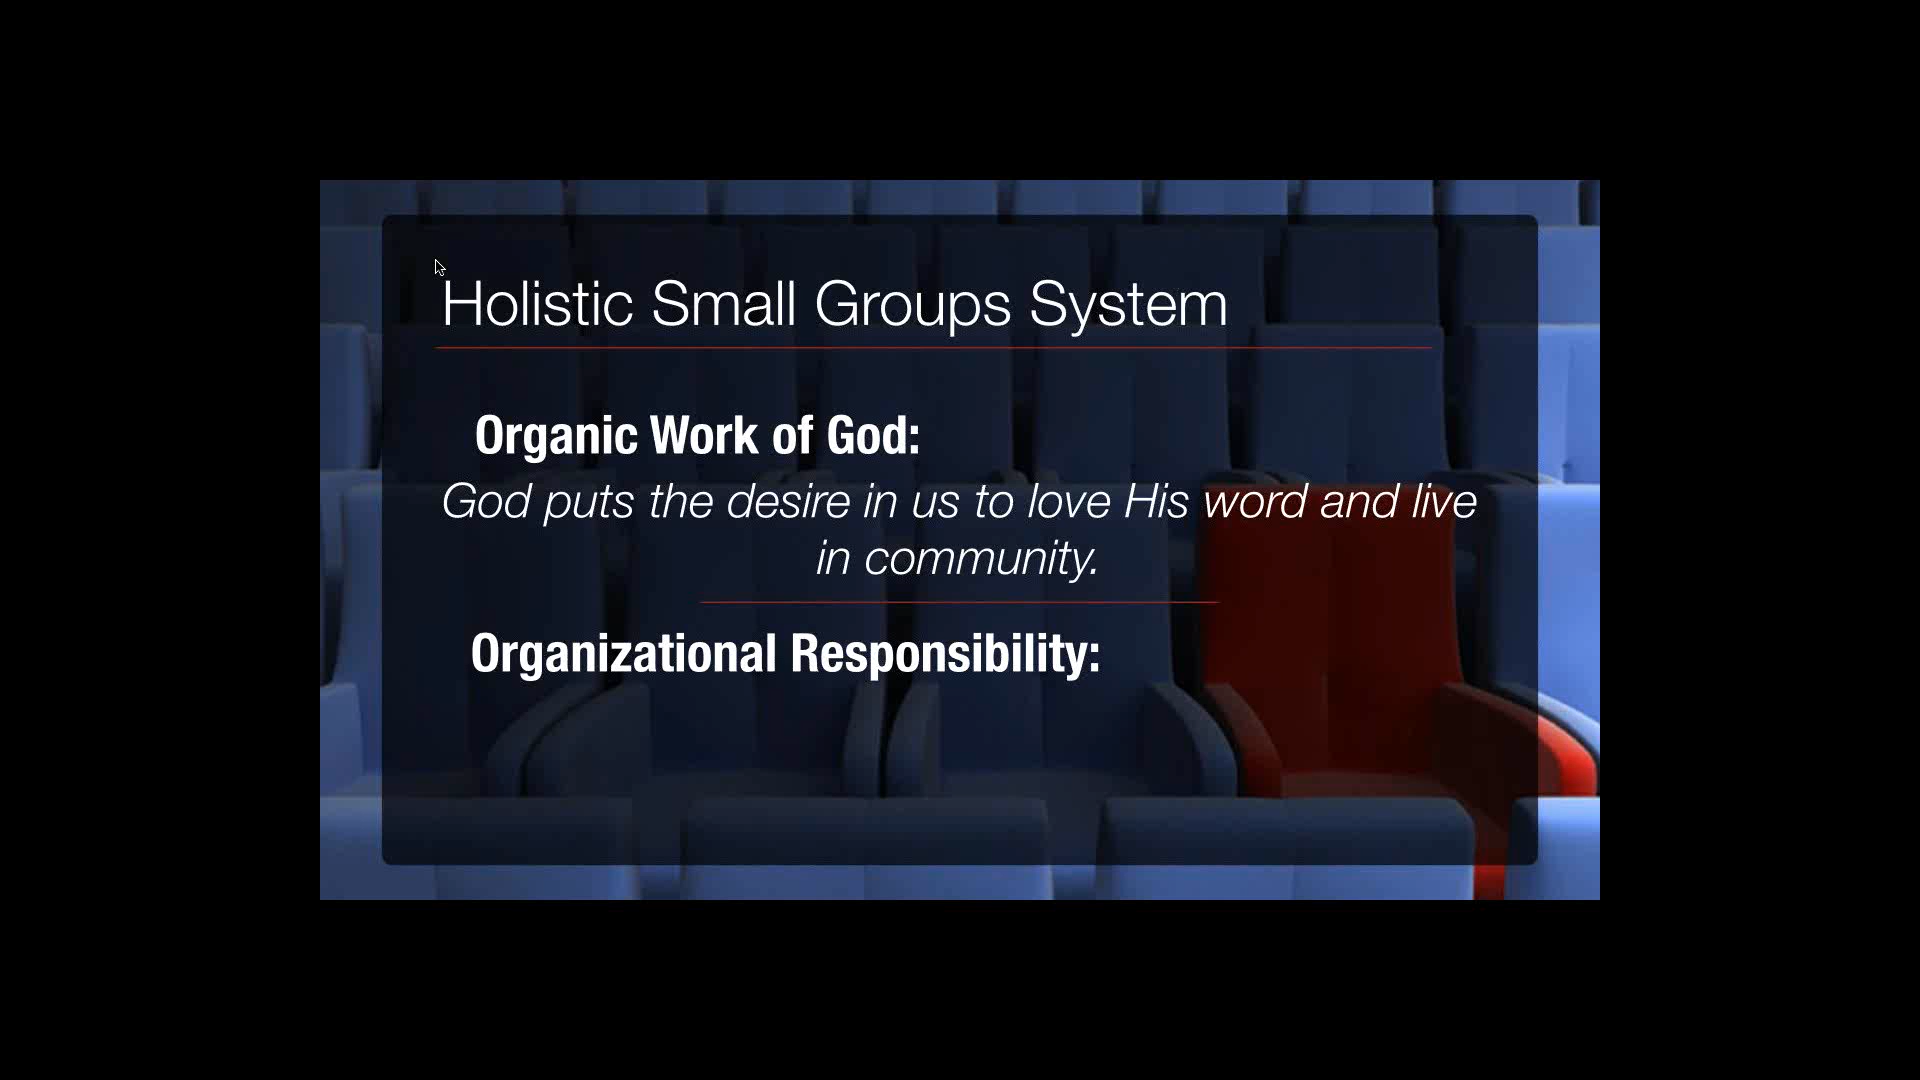 Holistic Small Groups System
Organic Work of God:
God puts the desire in us to love His word and live
in community.
Organizational Responsibility: